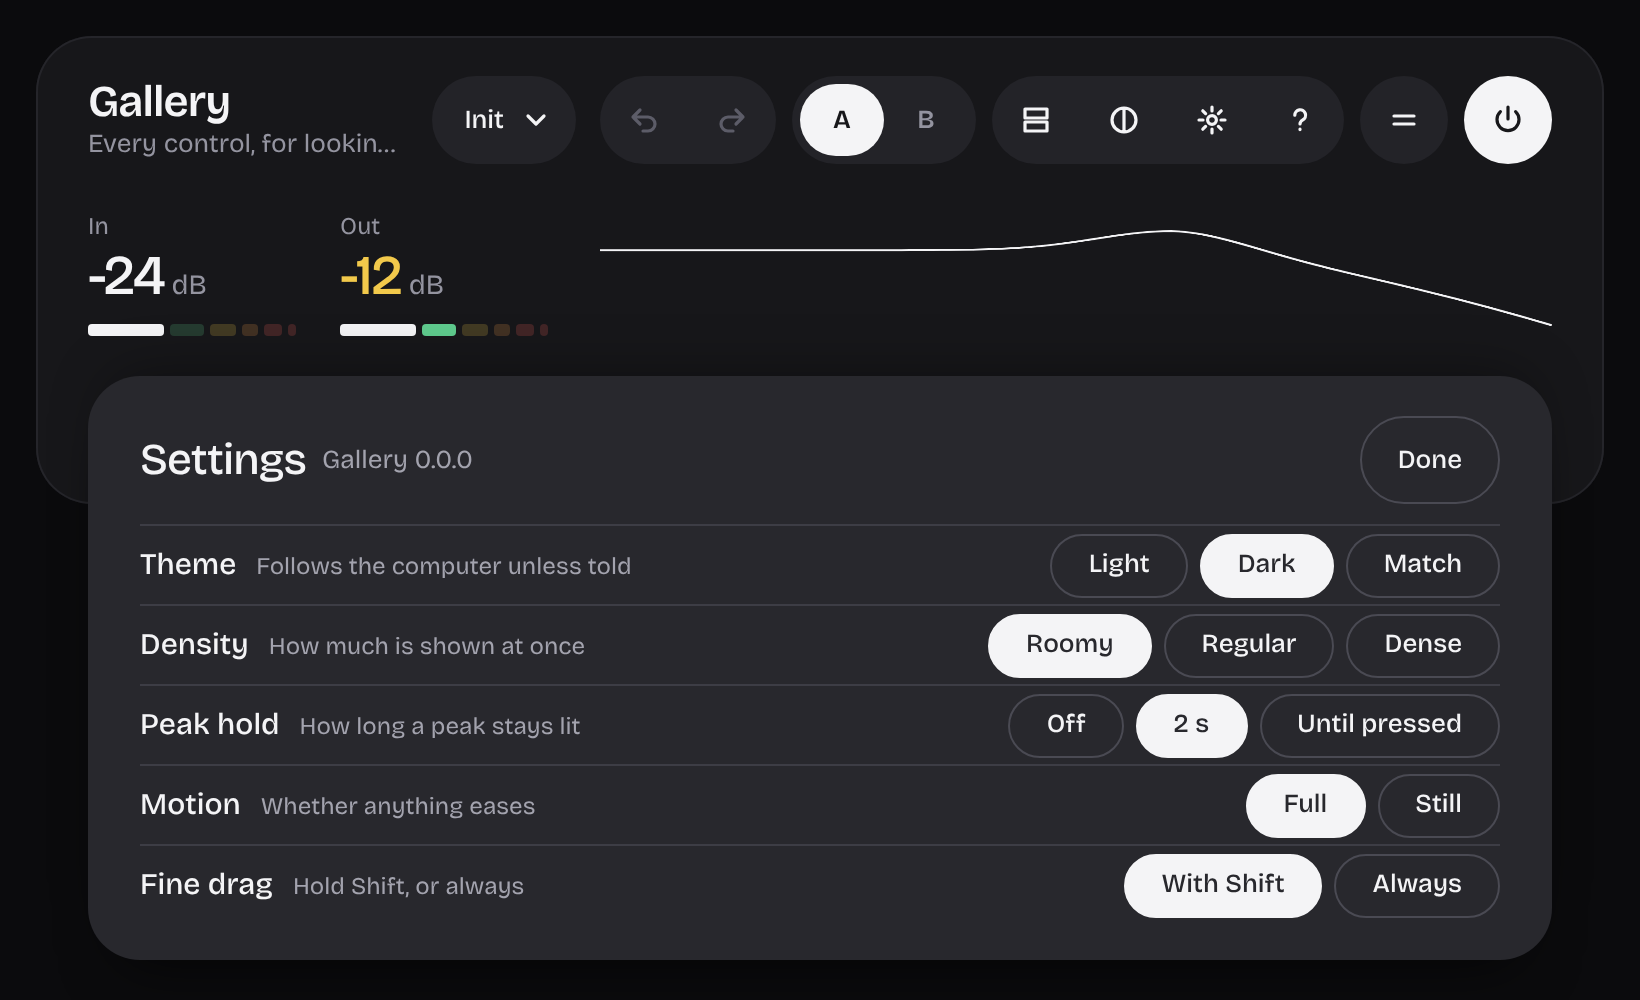 Gallery
Every control, for lookin...
Init
A
B
?
In
Out
-24 dB
-12 dB
Settings Gallery 0.0.0
Done
Theme Follows the computer unless told
Light
Dark
Match
Density How much is shown at once
Roomy
Regular
Dense
Peak hold How long a peak stays lit
Off
2 s
Until pressed
Motion Whether anything eases
Full
Still
Fine drag Hold Shift, or always
With Shift
Always